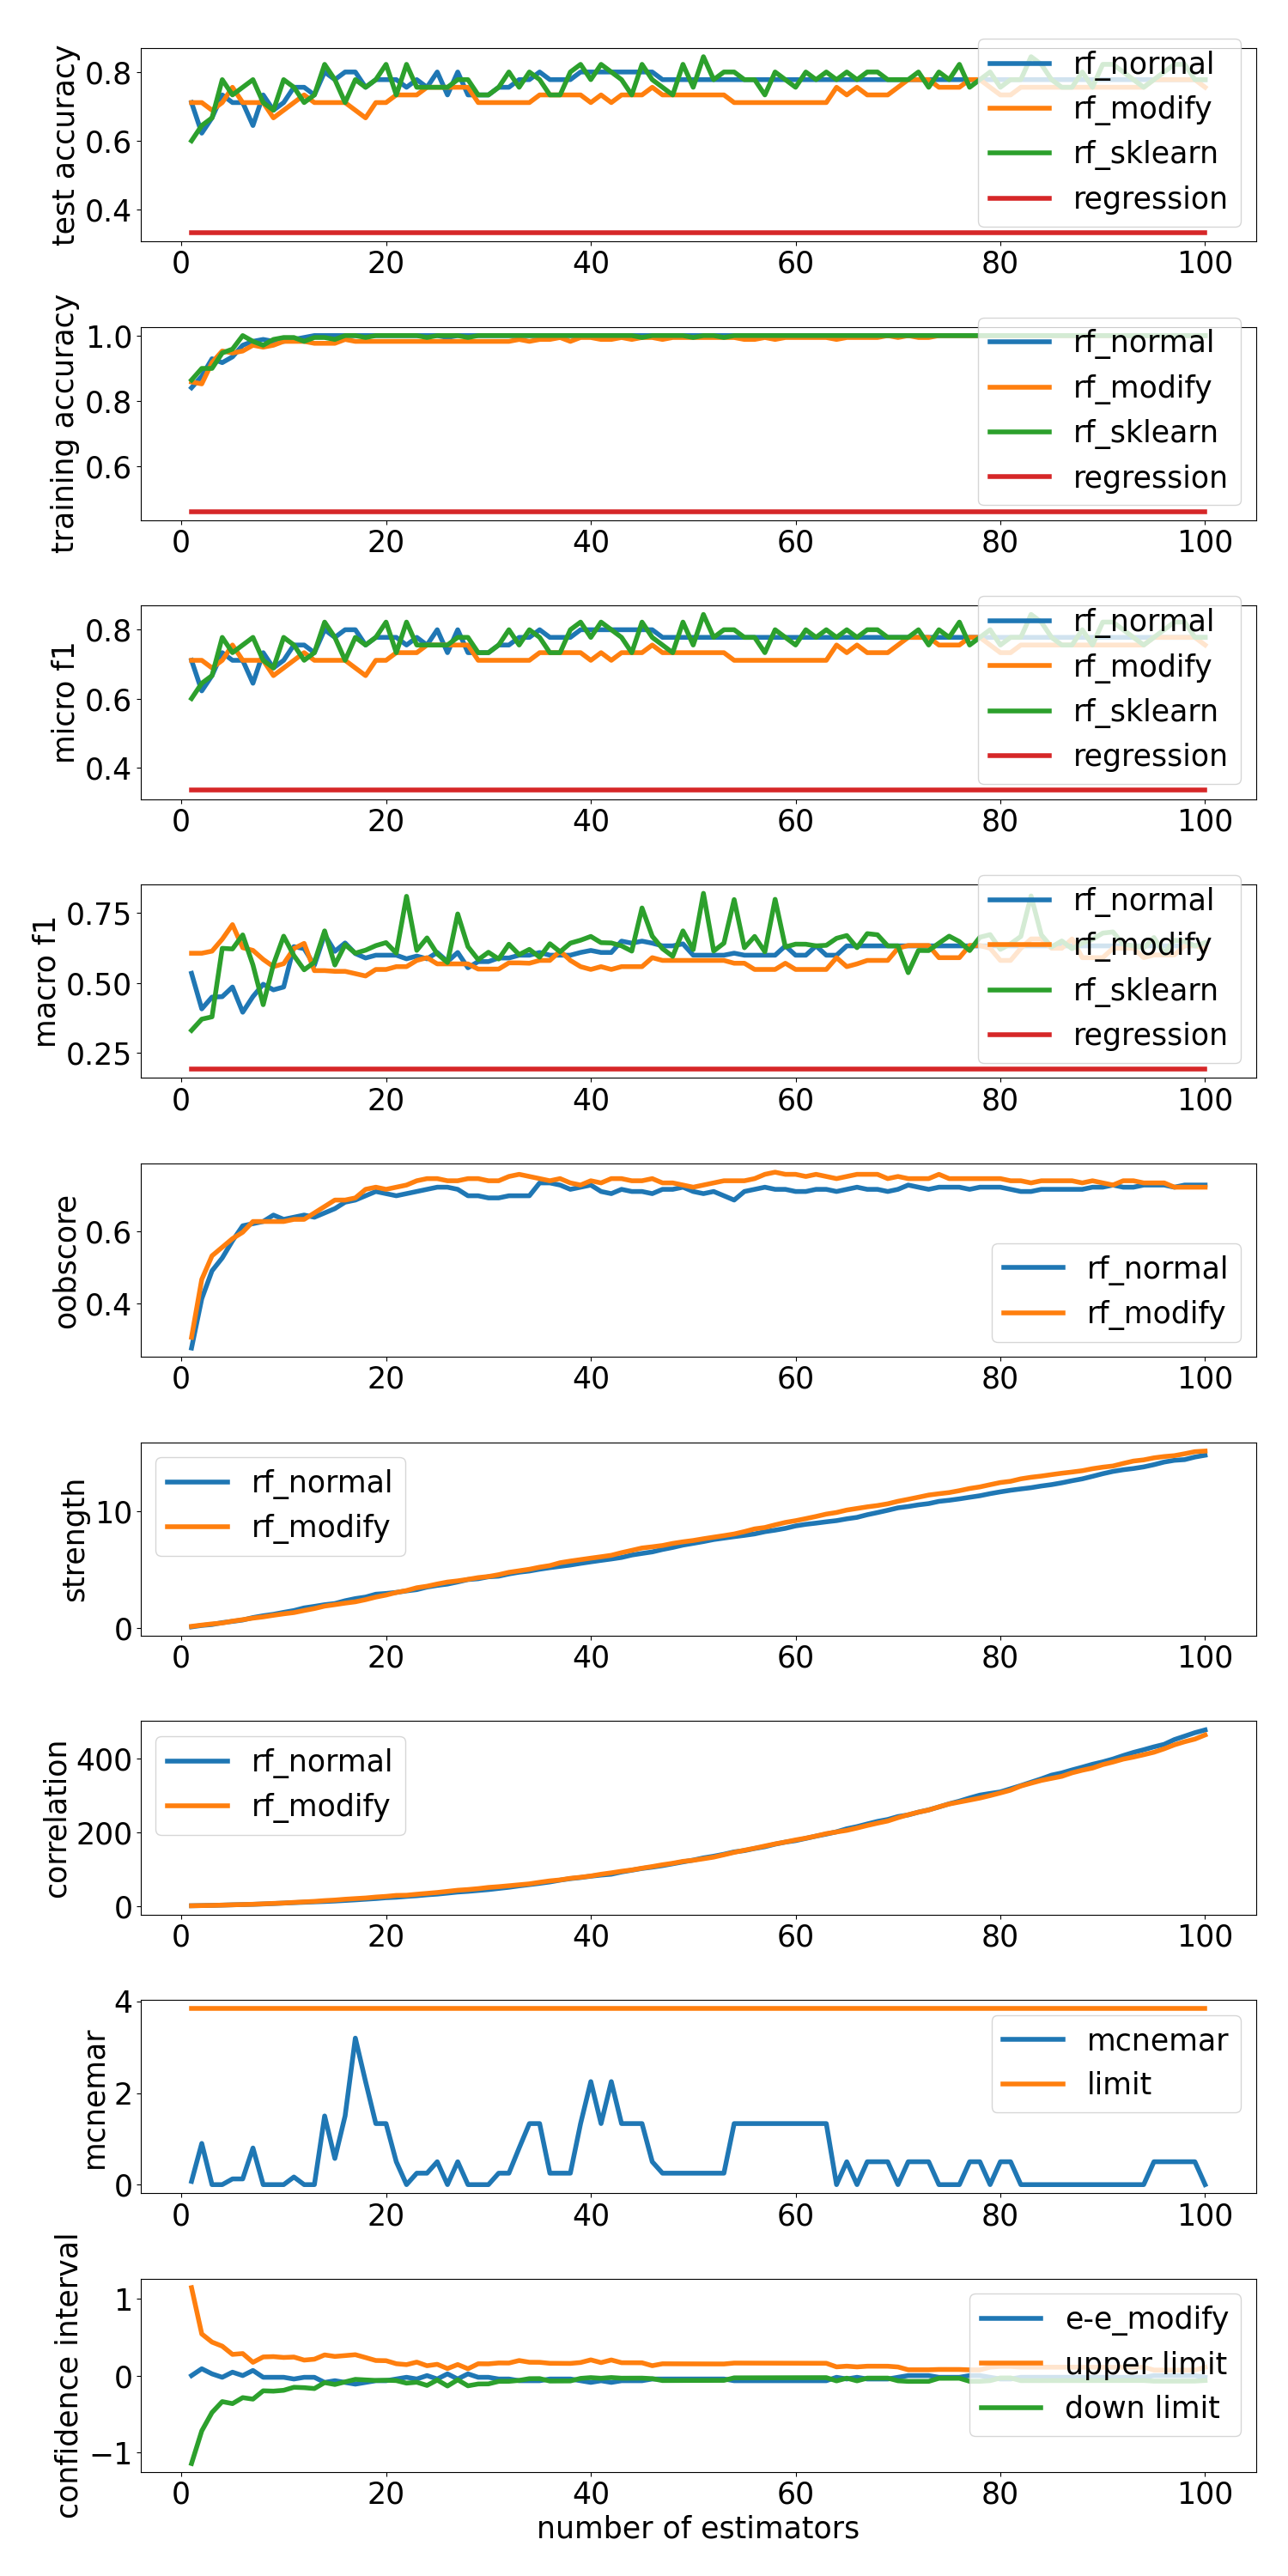 test accuracy
0.8
0.6
0.4
rf_normal
rf_modify
rf_sklearn
regression
0 20 40 60 80 100
training accuracy
1.0
0.8
0.6
rf_normal
rf_modify
rf_sklearn
regression
0 20 40 60 80 100
micro f1
0.8
0.6
0.4
rf_normal
rf_modify
rf_sklearn
regression
0 20 40 60 80 100
macro f1
0.75
0.50
0.25
rf_normal
rf_modify
rf_sklearn
regression
0 20 40 60 80 100
oobscore
0.6
0.4
rf_normal
rf_modify
0 20 40 60 80 100
strength
10
0
rf_normal
rf_modify
0 20 40 60 80 100
correlation
400
200
0
rf_normal
rf_modify
0 20 40 60 80 100
mcnemar
4
2
0
mcnemar
limit
0 20 40 60 80 100
confidence interval
1
0
−1
e-e_modify
upper limit
down limit
0 20 40 60 80 100
number of estimators